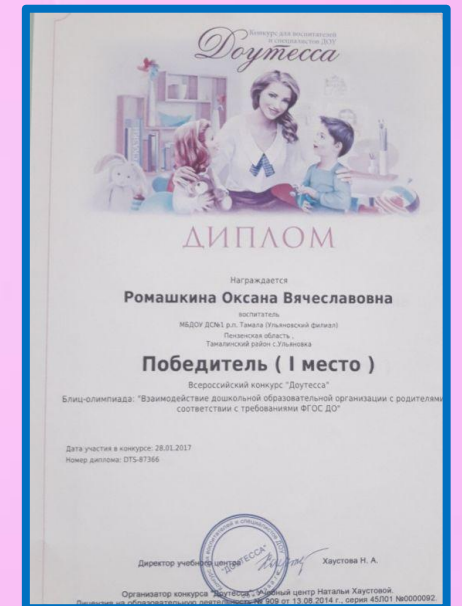 Конкурс для воспитателей
и специалистов ДОУ
Доутесса
ДИПЛОМ
Награждается
Ромашкина Оксана Вячеславовна
воспитатель
МБДОУ ДС№1 р.п. Тамала (Ульяновский филиал)
Пензенская область ,
Тамалинский район с.Ульяновка
Победитель ( I место )
Всероссийский конкурс "Доутесса"
Блиц-олимпиада: "Взаимодействие дошкольной образовательной организации с родителями
соответствии с требованиями ФГОС ДО"
Дата участия в конкурсе: 28.01.2017
Номер диплома: DTS-87366
Директор учебного центра Хаустова Н. А.
"ДОУТЕССА"
Организатор конкурса "Доутесса" - Учебный центр Натальи Хаустовой.
Лицензия на образовательную деятельность № 909 от 13.08.2014 г., серия 45Л01 №0000092.